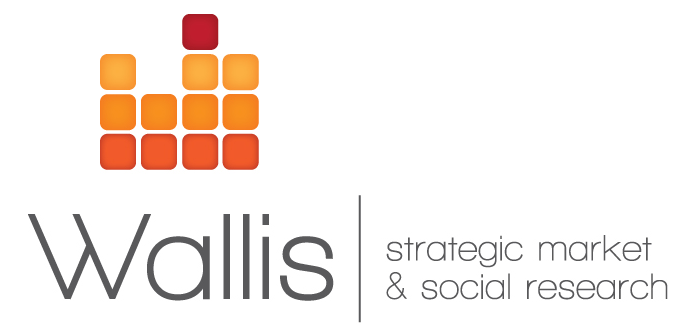 Wallis
strategic market
& social research